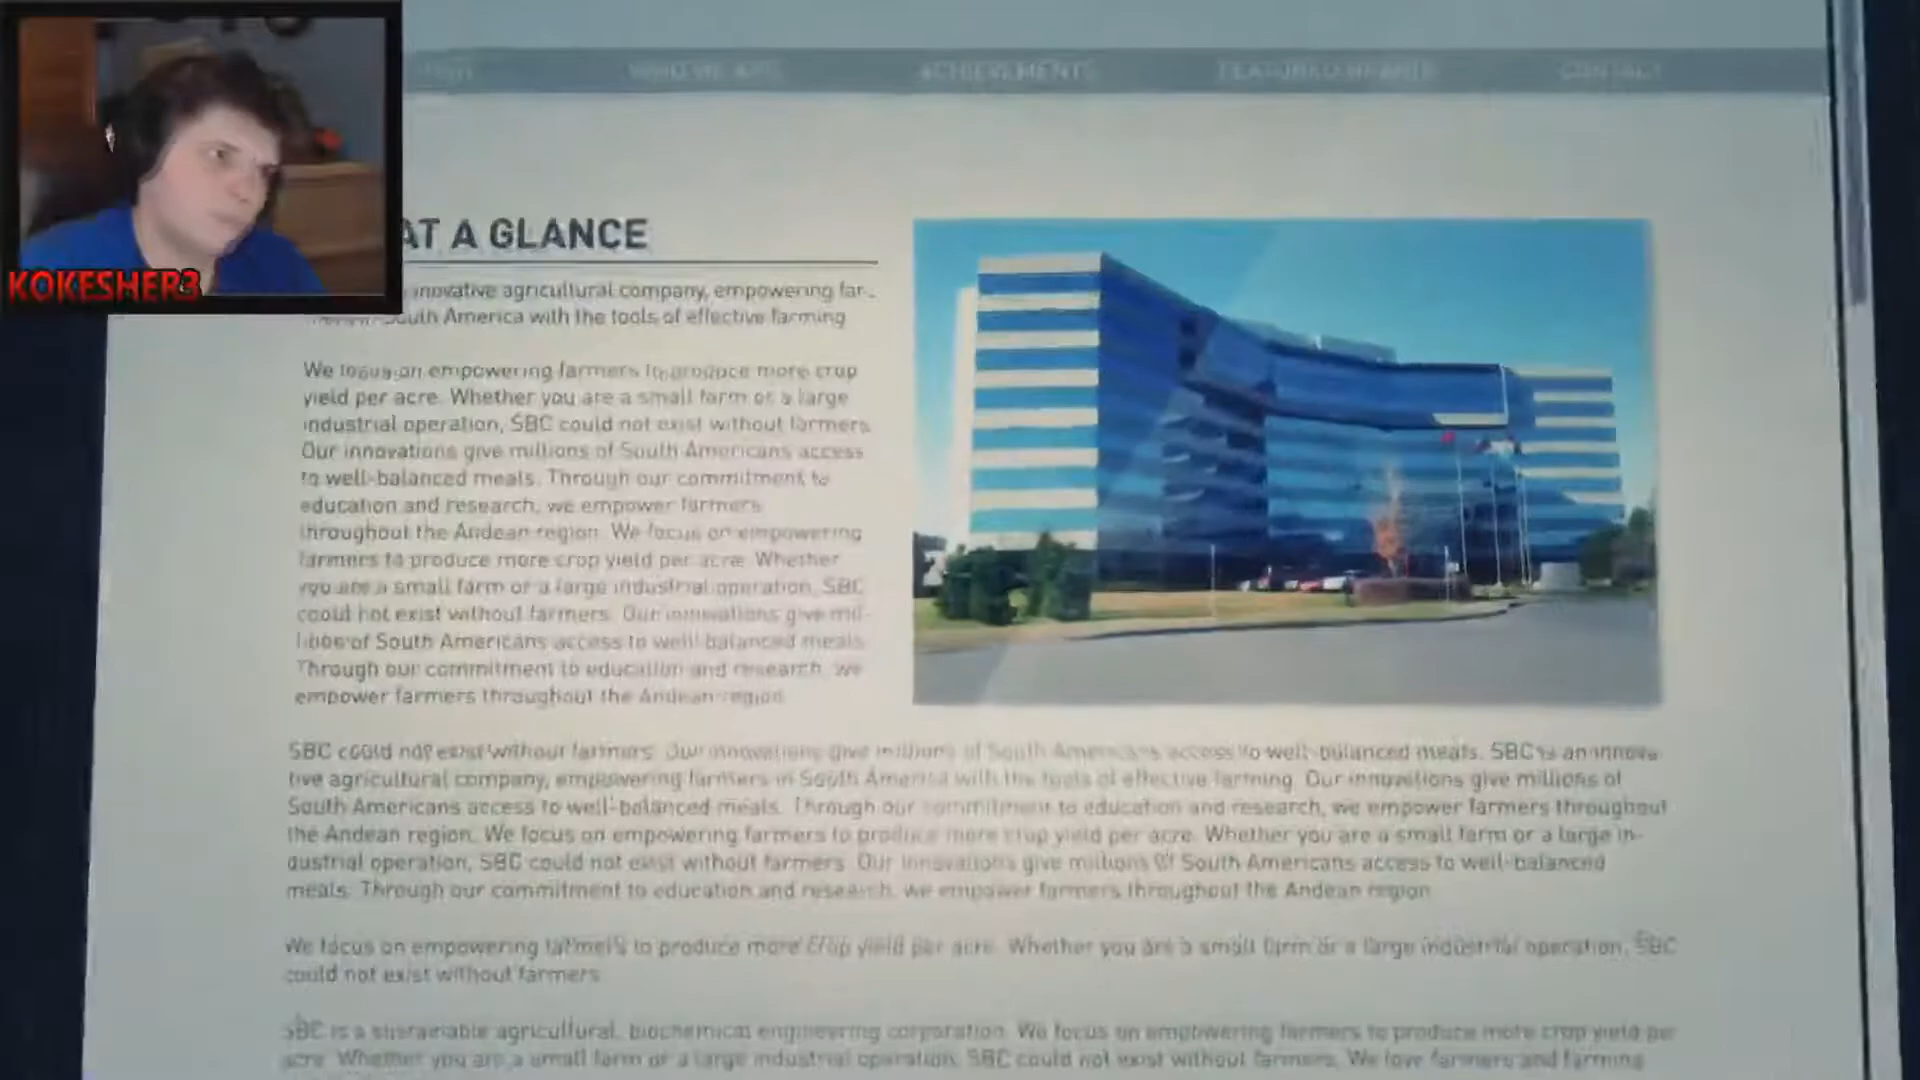 WHO WE ARE
ACHIEVEMENTS
FEATURED BRANDS
CONTACT
AT A GLANCE
KOKESHER3
innovative agricultural company, empowering far-
South America with the tools of effective farming
We focus on empowering farmers to produce more crop
yield per acre. Whether you are a small farm or a large
industrial operation, SBC could not exist without farmers.
Our innovations give millions of South Americans access
to well-balanced meals. Through our commitment to
education and research, we empower farmers
throughout the Andean region. We focus on empowering
farmers to produce more crop yield per acre. Whether
you are a small farm or a large industrial operation, SBC
could not exist without farmers. Our innovations give mil-
lions of South Americans access to well-balanced meals.
Through our commitment to education and research, we
empower farmers throughout the Andean region.
SBC could not exist without farmers. Our innovations give millions of South Americans access to well-balanced meals. SBC is an innova-
tive agricultural company, empowering farmers in South America with the tools of effective farming. Our innovations give millions of
South Americans access to well-balanced meals. Through our commitment to education and research, we empower farmers throughout
the Andean region. We focus on empowering farmers to produce more crop yield per acre. Whether you are a small farm or a large in-
dustrial operation, SBC could not exist without farmers. Our innovations give millions of South Americans access to well-balanced
meals. Through our commitment to education and research, we empower farmers throughout the Andean region.
We focus on empowering farmers to produce more crop yield per acre. Whether you are a small farm or a large industrial operation, SBC
could not exist without farmers.
SBC is a sustainable agricultural, biochemical engineering corporation. We focus on empowering farmers to produce more crop yield per
acre. Whether you are a small farm or a large industrial operation, SBC could not exist without farmers. We love farmers and farming